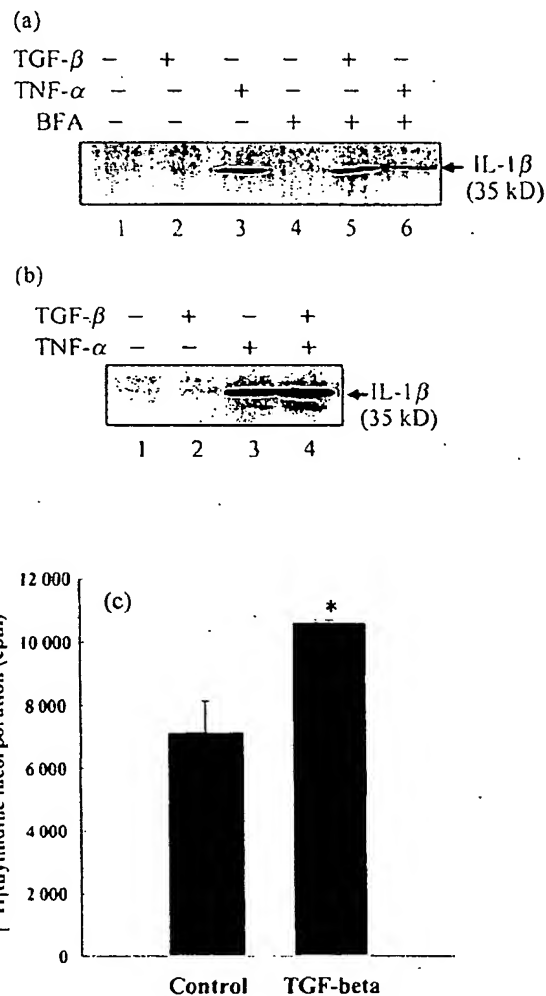 (a)
TGF-β – + – – + –
TNF-α – – + – – +
BFA – – – + + +
IL-1β
(35 kD)
1 2 3 4 5 6
(b)
TGF-β – + – +
TNF-α – – + +
IL-1β
(35 kD)
1 2 3 4
(c)
*
12 000
10 000
8 000
6 000
4 000
2 000
0
Control TGF-beta